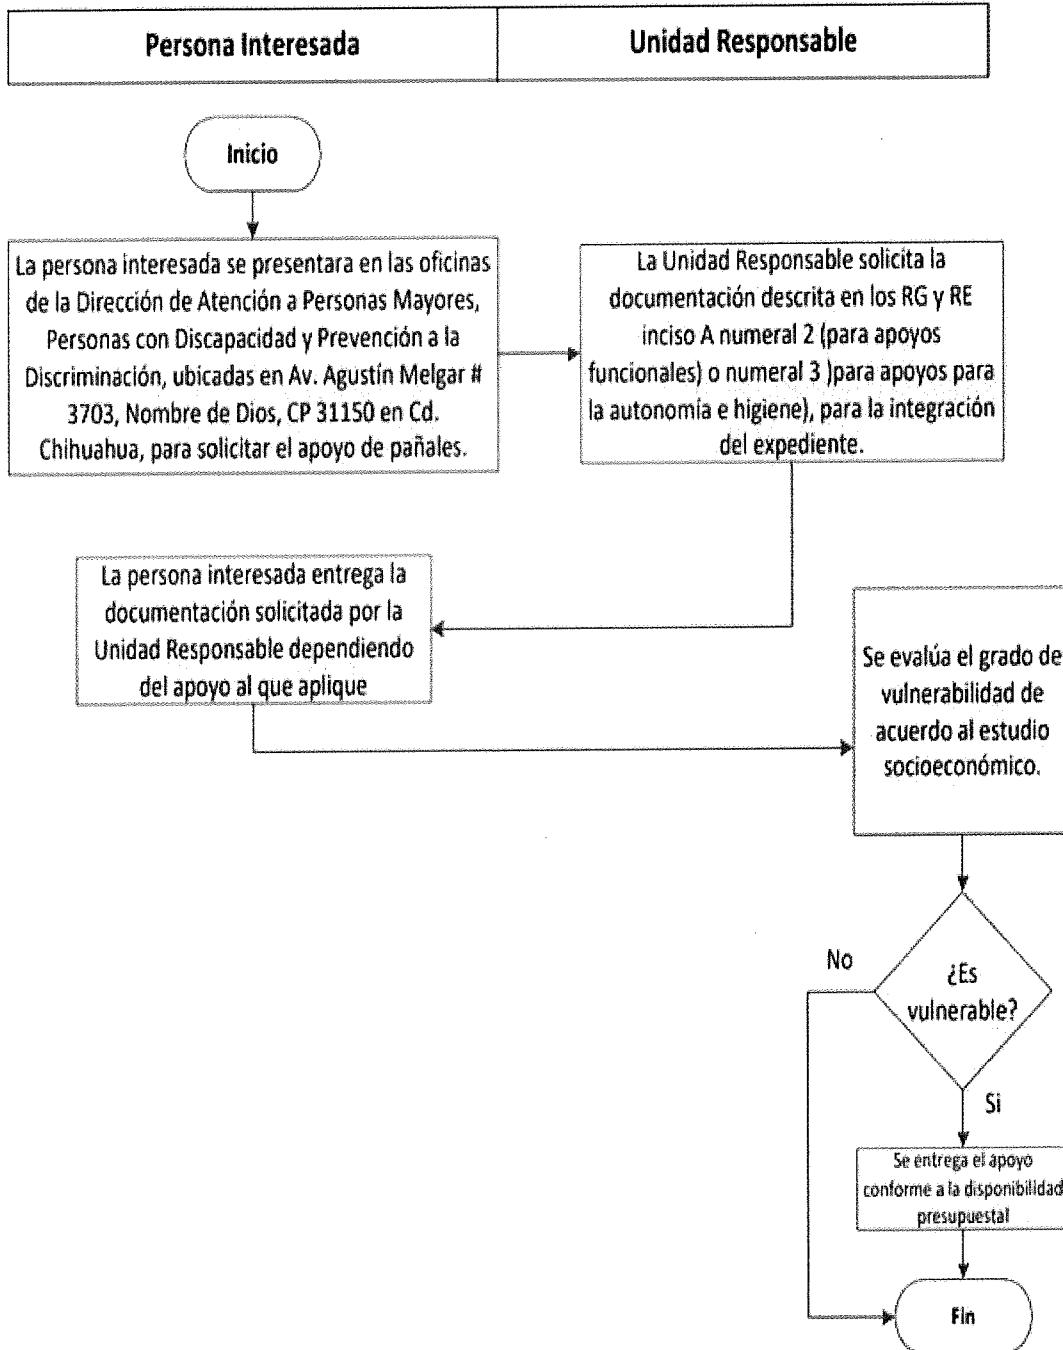 Persona Interesada
Unidad Responsable
Inicio
La persona interesada se presentara en las oficinas
de la Dirección de Atención a Personas Mayores,
Personas con Discapacidad y Prevención a la
Discriminación, ubicadas en Av. Agustín Melgar #
3703, Nombre de Dios, CP 31150 en Cd.
Chihuahua, para solicitar el apoyo de pañales.
La Unidad Responsable solicita la
documentación descrita en los RG y RE
inciso A numeral 2 (para apoyos
funcionales) o numeral 3 )para apoyos para
la autonomía e higiene), para la integración
del expediente.
La persona interesada entrega la
documentación solicitada por la
Unidad Responsable dependiendo
del apoyo al que aplique
Se evalúa el grado de
vulnerabilidad de
acuerdo al estudio
socioeconómico.
¿Es
vulnerable?
No
Si
Se entrega el apoyo
conforme a la disponibilidad
presupuestal
Fin